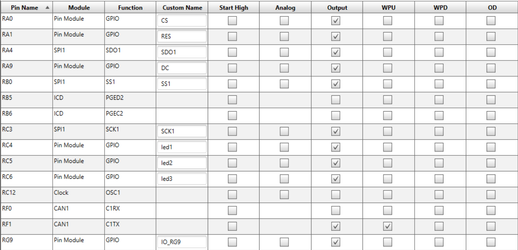 Pin Name Module Function Custom Name Start High Analog Output WPU WPD OD
RA0 Pin Module GPIO CS
RA1 Pin Module GPIO RES
RA4 SPI1 SDO1 SDO1
RA9 Pin Module GPIO DC
RB0 SPI1 SS1 SS1
RB5 ICD PGED2
RB6 ICD PGEC2
RC3 SPI1 SCK1 SCK1
RC4 Pin Module GPIO led1
RC5 Pin Module GPIO led2
RC6 Pin Module GPIO led3
RC12 Clock OSC1
RF0 CAN1 C1RX
RF1 CAN1 C1TX
RG9 Pin Module GPIO IO_RG9